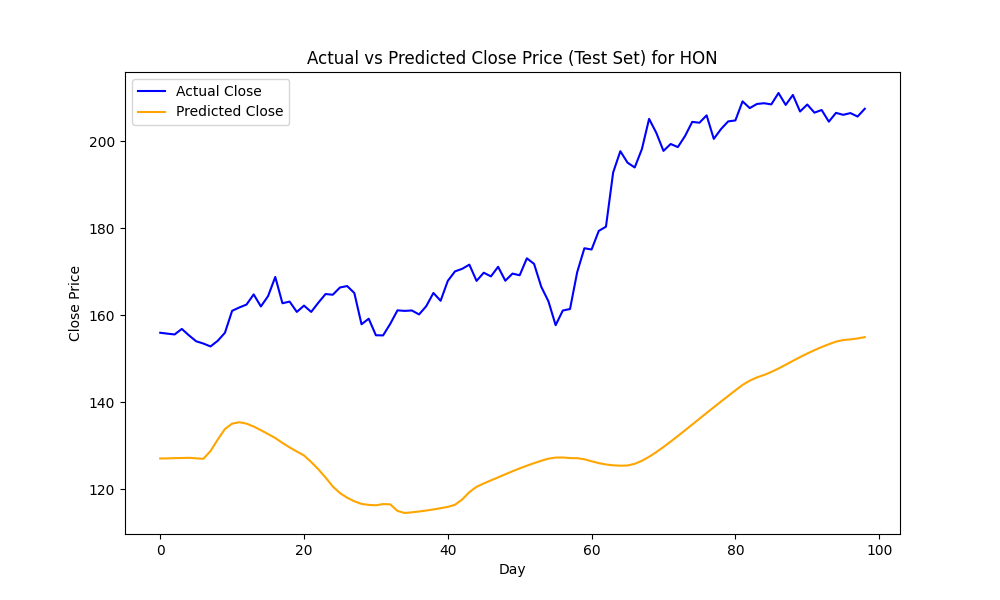 Actual vs Predicted Close Price (Test Set) for HON
Actual Close
Predicted Close
200
180
160
140
120
Close Price
0 20 40 60 80 100
Day